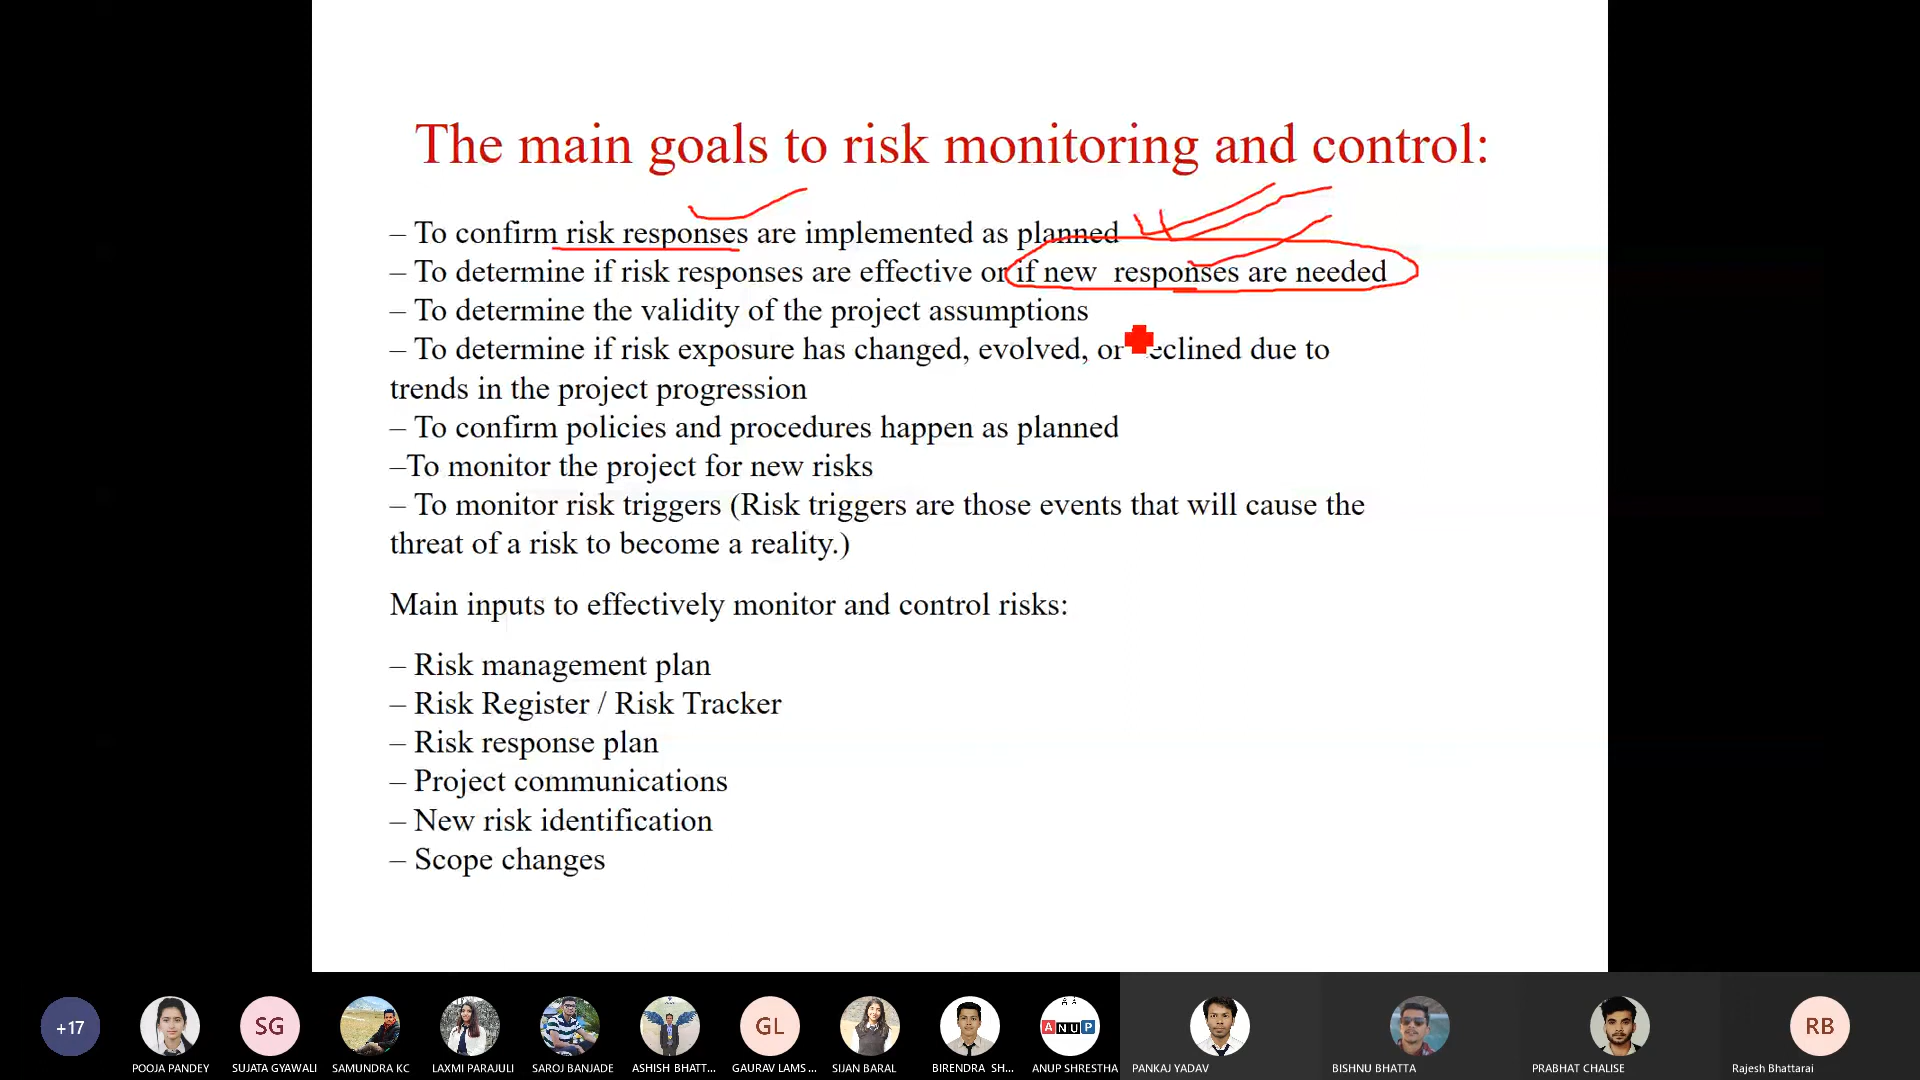 The main goals to risk monitoring and control:
– To confirm risk responses are implemented as planned
– To determine if risk responses are effective or if new responses are needed
– To determine the validity of the project assumptions
– To determine if risk exposure has changed, evolved, or declined due to
trends in the project progression
– To confirm policies and procedures happen as planned
–To monitor the project for new risks
– To monitor risk triggers (Risk triggers are those events that will cause the
threat of a risk to become a reality.)
Main inputs to effectively monitor and control risks:
– Risk management plan
– Risk Register / Risk Tracker
– Risk response plan
– Project communications
– New risk identification
– Scope changes
+17 SG GL ANUP RB
POOJA PANDEY SUJATA GYAWALI SAMUNDRA KC LAXMI PARAJULI SAROJ BANJADE ASHISH BHATT... GAURAV LAMS... SIJAN BARAL BIRENDRA SH... ANUP SHRESTHA PANKAJ YADAV BISHNU BHATTA PRABHAT CHALISE Rajesh Bhattarai